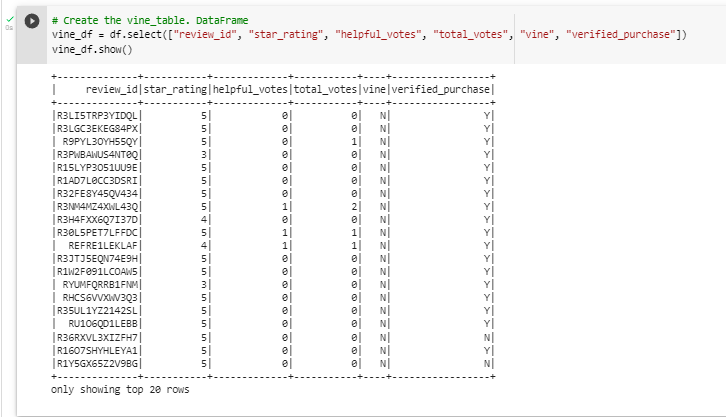 # Create the vine_table. DataFrame
vine_df = df.select(["review_id", "star_rating", "helpful_votes", "total_votes", "vine", "verified_purchase"])
vine_df.show()
0s
+--------------+-----------+-------------+-----------+----+-----------------+
|     review_id|star_rating|helpful_votes|total_votes|vine|verified_purchase|
+--------------+-----------+-------------+-----------+----+-----------------+
|R3LI5TRP3YIDQL|          5|            0|          0|   N|                Y|
|R3LGC3EKEG84PX|          5|            0|          0|   N|                Y|
| R9PYL3OYH55QY|          5|            0|          1|   N|                Y|
|R3PWBAWUS4NT0Q|          3|            0|          0|   N|                Y|
|R15LYP3O51UU9E|          5|            0|          0|   N|                Y|
|R1AD7L0CC3DSRI|          5|            0|          0|   N|                Y|
|R32FE8Y45QV434|          5|            0|          0|   N|                Y|
|R3NM4MZ4XWL43Q|          5|            1|          2|   N|                Y|
|R3H4FXX6Q7I37D|          4|            0|          0|   N|                Y|
|R30L5PET7LFFDC|          5|            1|          1|   N|                Y|
| REFRE1LEKLAF|          4|            1|          1|   N|                Y|
|R3JTJ5EQN74E9H|          5|            0|          0|   N|                Y|
|R1W2F091LCOAW5|          5|            0|          0|   N|                Y|
| RYUMFQRRB1FNM|          3|            0|          0|   N|                Y|
| RHCS6VVXWV3Q3|          5|            0|          0|   N|                Y|
|R35UL1YZ2142SL|          5|            0|          0|   N|                Y|
|  RU1O6QD1LEBB|          5|            0|          0|   N|                Y|
|R36RXVL3XIZFH7|          5|            0|          0|   N|                N|
|R16O7SHYHLEYA1|          5|            0|          0|   N|                Y|
|R1Y5GX65Z2V9BG|          5|            0|          0|   N|                N|
+--------------+-----------+-------------+-----------+----+-----------------+
only showing top 20 rows